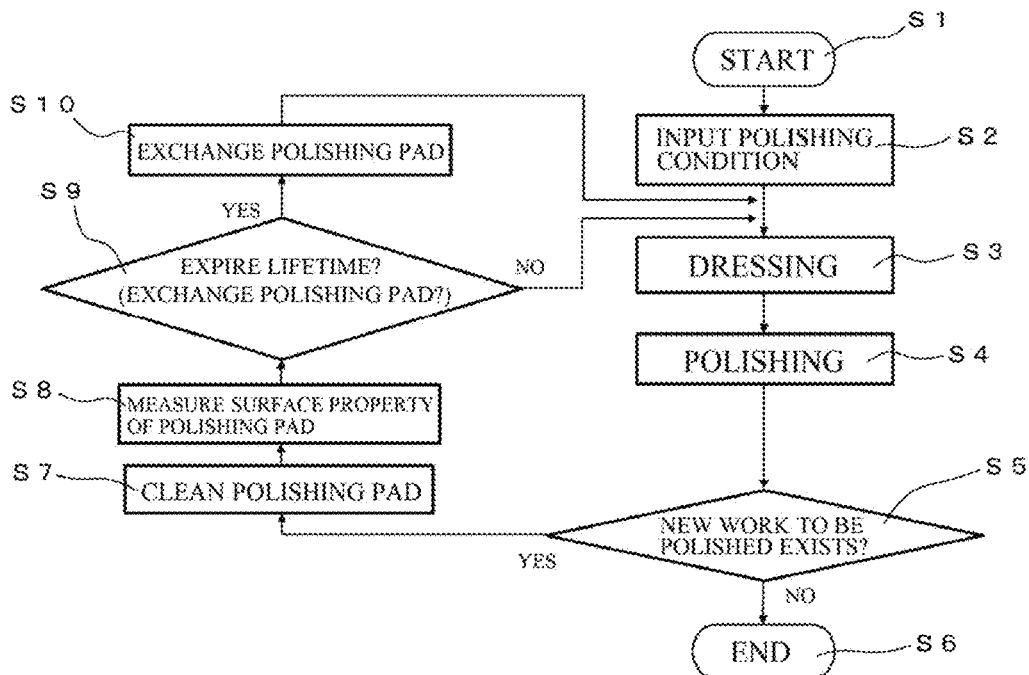 S 1
START
S 2
INPUT POLISHING
CONDITION
S 3
DRESSING
S 4
POLISHING
S 5
NEW WORK TO BE
POLISHED EXISTS?
YES
NO
S 6
END
S 7
CLEAN POLISHING PAD
S 8
MEASURE SURFACE PROPERTY
OF POLISHING PAD
S 9
EXPIRE LIFETIME?
(EXCHANGE POLISHING PAD?)
YES
NO
S 1 0
EXCHANGE POLISHING PAD